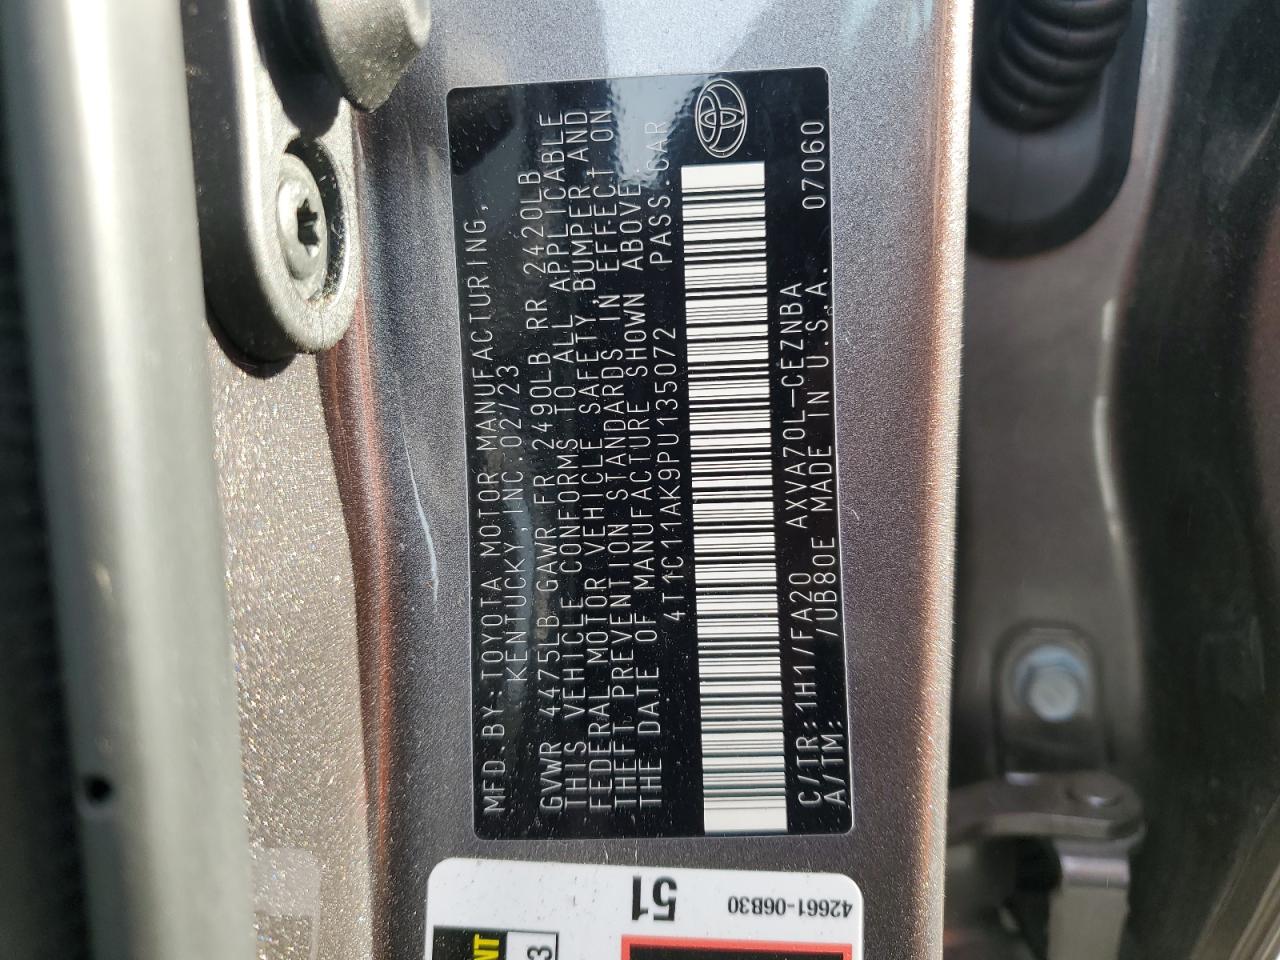 MFD.BY:TOYOTA MOTOR MANUFACTURING,
KENTUCKY,INC.02/23
GVWR 4475LB GAWR FR 2490LB RR 2420LB
THIS VEHICLE CONFORMS TO ALL APPLICABLE
FEDERAL MOTOR VEHICLE SAFETY,BUMPER,AND
THEFT PREVENTION STANDARDS IN EFFECT ON
THE DATE OF MANUFACTURE SHOWN ABOVE.
4T1C11AK9PU135072 PASS.CAR
C/TR:1H1/FA20 AXVA70L-CEZNBA 07060
A/TM: /UB80E MADE IN U.S.A.
51
42661-06B30
NT
3